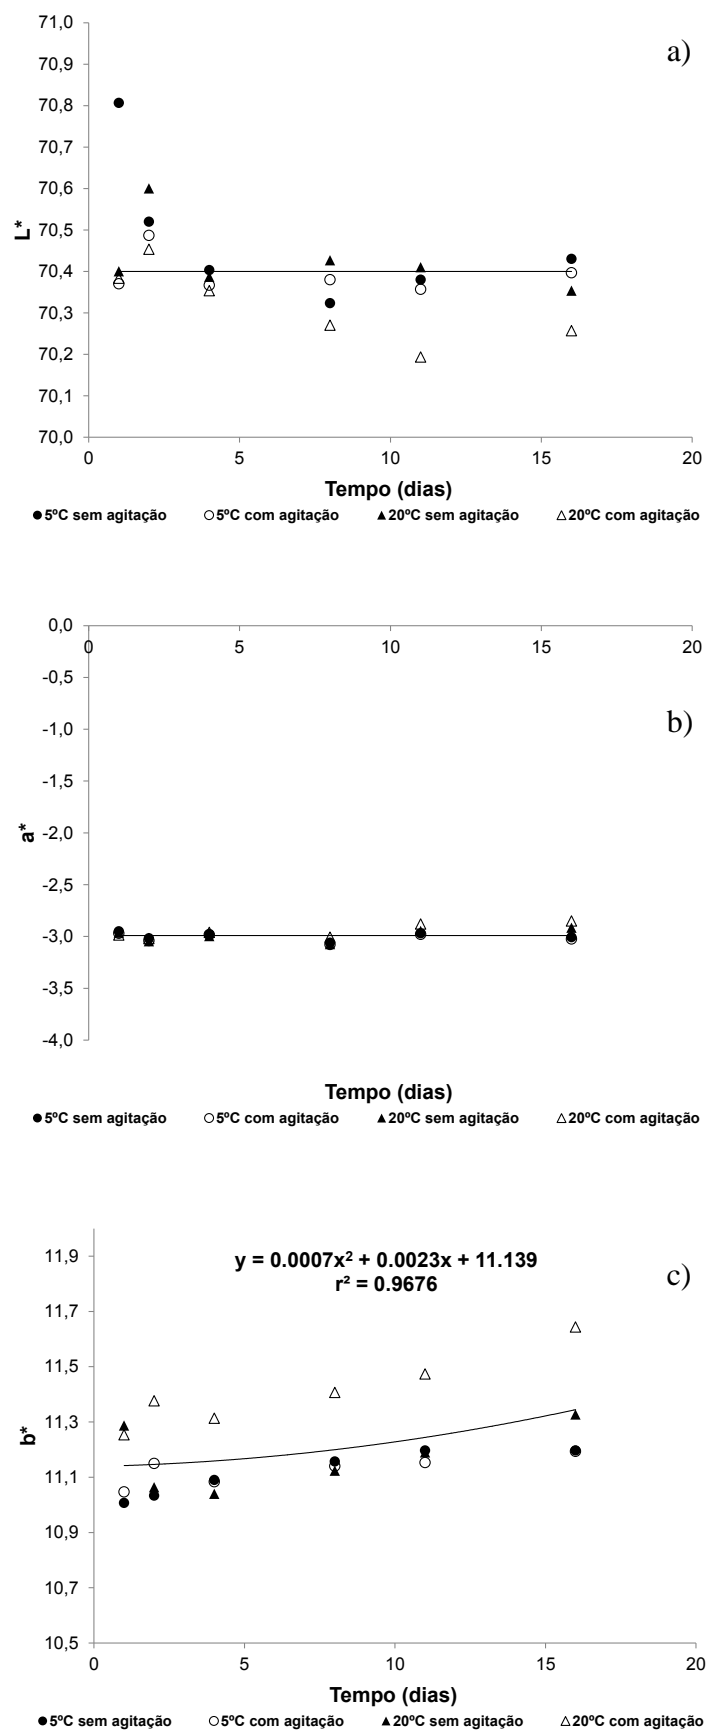 71,0
a)
70,9
70,8
70,7
70,6
70,5
L*
70,4
70,3
70,2
70,1
70,0
0 5 10 15 20
Tempo (dias)
5ºC sem agitação 5ºC com agitação 20ºC sem agitação 20ºC com agitação
0,0
0 5 10 15 20
-0,5
b)
-1,0
-1,5
a*
-2,0
-2,5
-3,0
-3,5
-4,0
Tempo (dias)
5ºC sem agitação 5ºC com agitação 20ºC sem agitação 20ºC com agitação
11,9
y = 0.0007x² + 0.0023x + 11.139
r² = 0.9676
c)
11,7
11,5
b*
11,3
11,1
10,9
10,7
10,5
0 5 10 15 20
Tempo (dias)
5ºC sem agitação 5ºC com agitação 20ºC sem agitação 20ºC com agitação